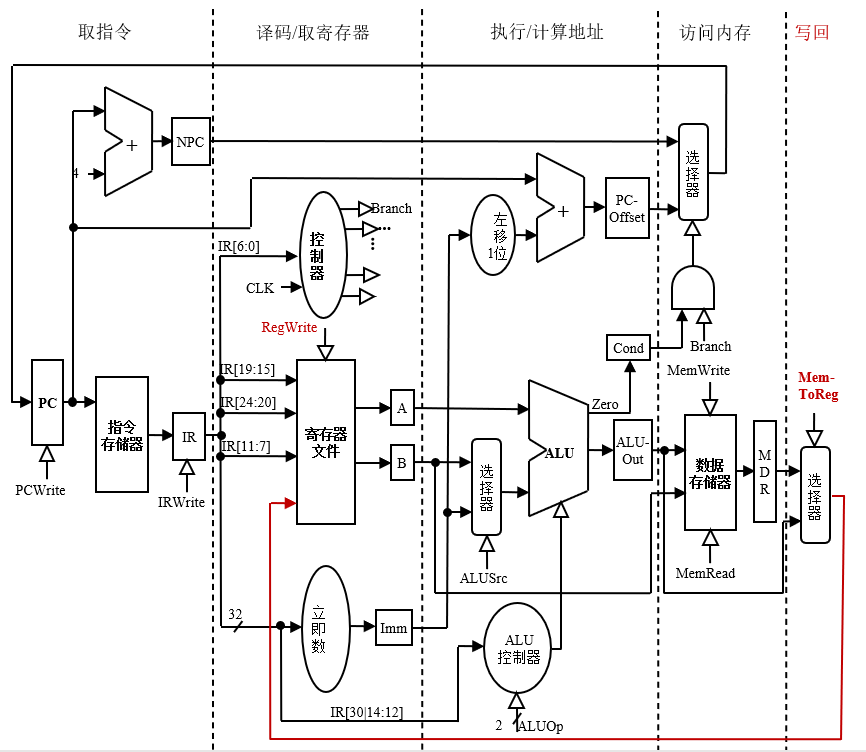 取指令
译码/取寄存器
执行/计算地址
访问内存
写回
4
+
NPC
IR[6:0]
CLK
控
制
器
Branch
...
⋮
左
移
1位
+
PC-
Offset
选
择
器
RegWrite
Cond
Branch
MemWrite
PC
PCWrite
指令
存储器
IR
IRWrite
IR[19:15]
IR[24:20]
IR[11:7]
寄存器
文件
A
B
选
择
器
ALUSrc
ALU
Zero
ALU-
Out
数据
存储器
MemRead
M
D
R
Mem-
ToReg
选
择
器
32
立
即
数
Imm
ALU
控制器
IR[30|14:12]
2
ALUOp